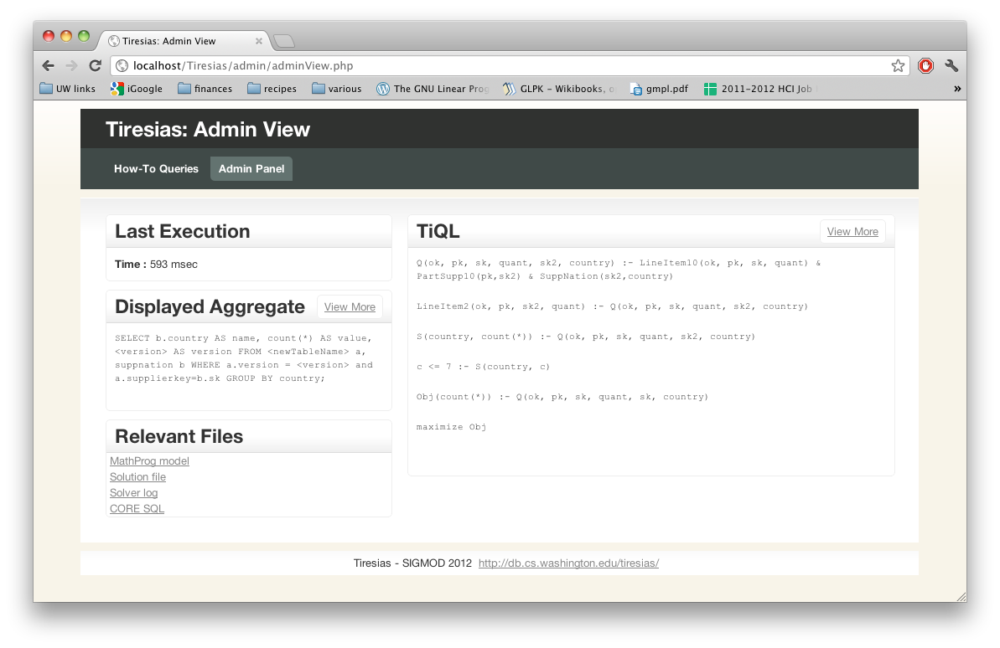 Tiresias: Admin View
localhost/Tiresias/admin/adminView.php
UW links iGoogle finances recipes various The GNU Linear Prog GLPK – Wikibooks, o gmpl.pdf 2011–2012 HCI Job »
Tiresias: Admin View
How-To Queries Admin Panel
Last Execution
Time : 593 msec
Displayed Aggregate View More
SELECT b.country AS name, count(*) AS value,
<version> AS version FROM <newTableName> a,
suppnation b WHERE a.version = <version> and
a.supplierkey=b.sk GROUP BY country;
Relevant Files
MathProg model
Solution file
Solver log
CORE SQL
TiQL View More
Q(ok, pk, sk, quant, sk2, country) :- LineItem10(ok, pk, sk, quant) &
PartSupp10(pk,sk2) & SuppNation(sk2,country)
LineItem2(ok, pk, sk2, quant) :- Q(ok, pk, sk, quant, sk2, country)
S(country, count(*)) :- Q(ok, pk, sk, quant, sk2, country)
c <= 7 :- S(country, c)
Obj(count(*)) :- Q(ok, pk, sk, quant, sk, country)
maximize Obj
Tiresias - SIGMOD 2012 http://db.cs.washington.edu/tiresias/